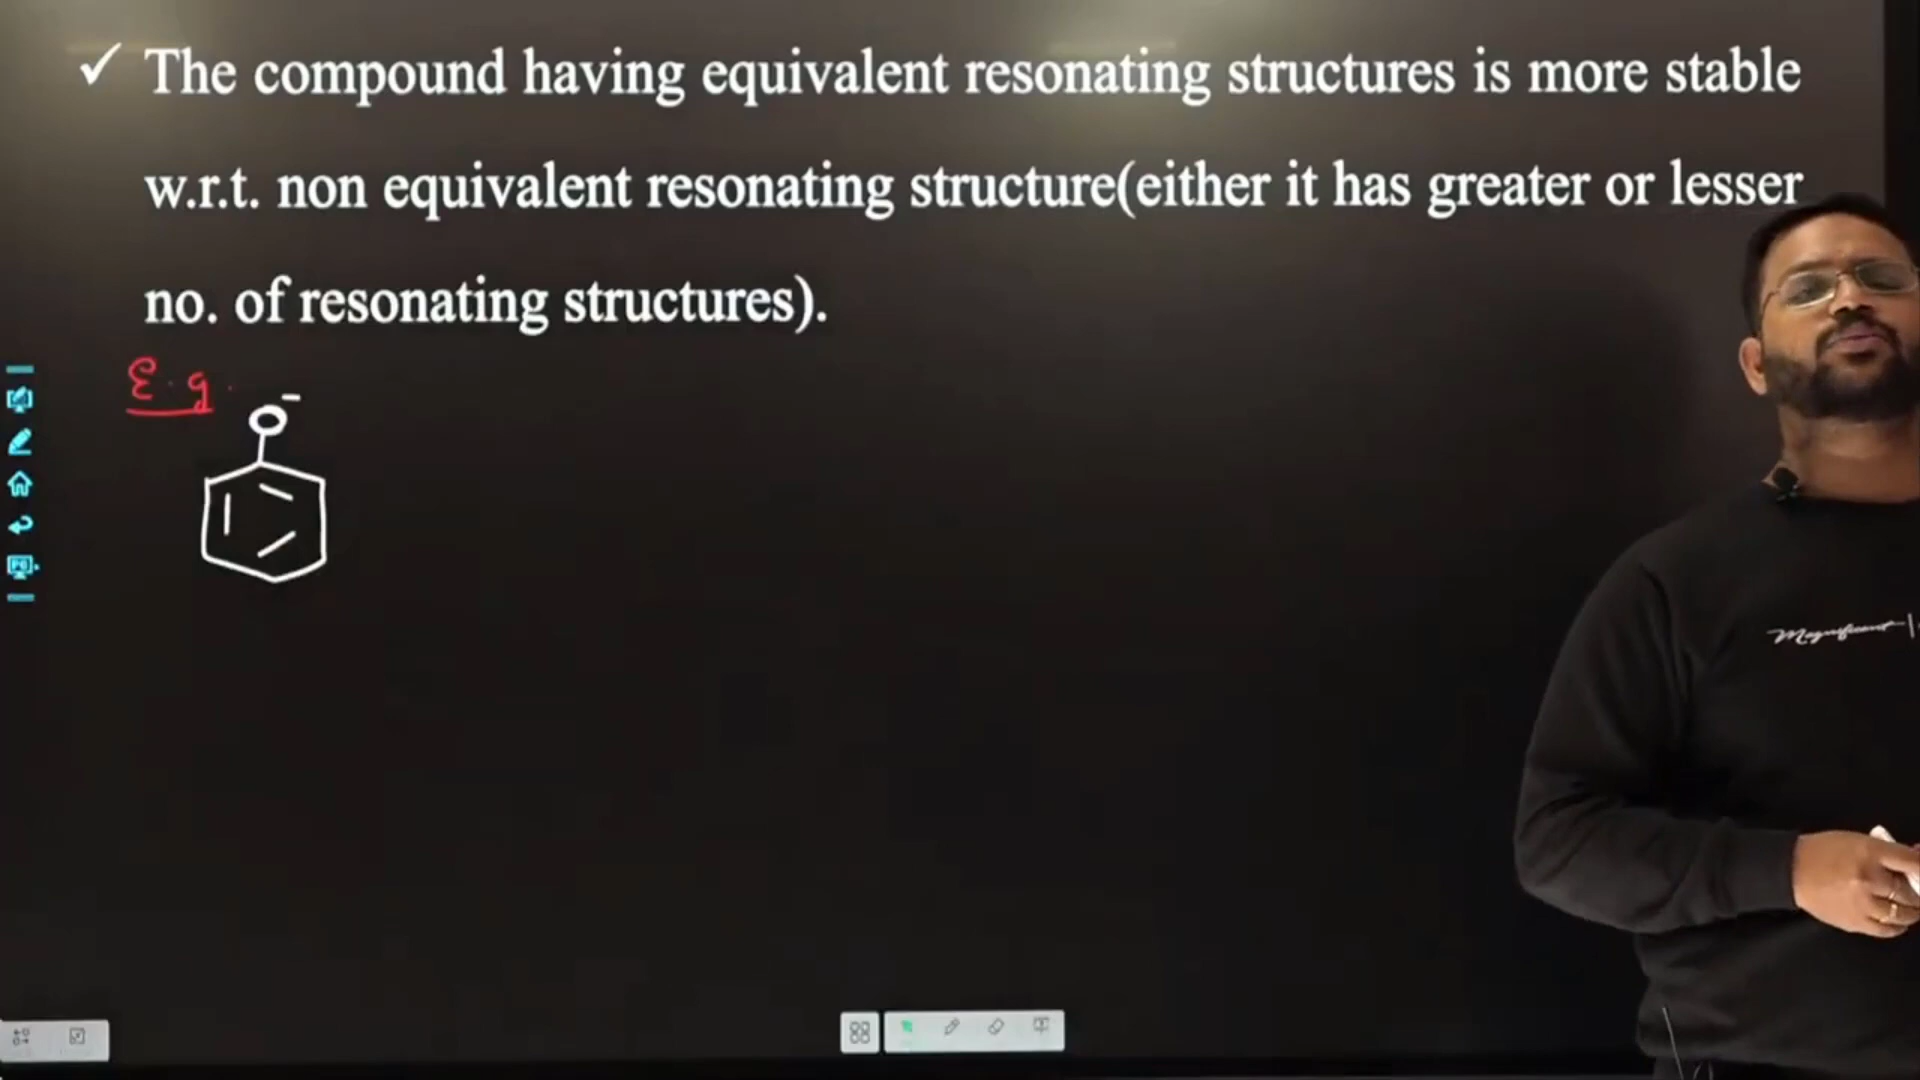 ✓ The compound having equivalent resonating structures is more stable
w.r.t. non equivalent resonating structure(either it has greater or lesser
no. of resonating structures).
E.g.
O⁻
Magnificent |